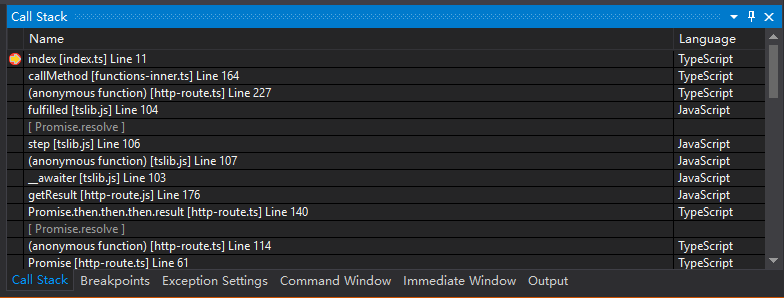 Call Stack
Name Language
index [index.ts] Line 11 TypeScript
callMethod [functions-inner.ts] Line 164 TypeScript
(anonymous function) [http-route.ts] Line 227 TypeScript
fulfilled [tslib.js] Line 104 JavaScript
[ Promise.resolve ]
step [tslib.js] Line 106 JavaScript
(anonymous function) [tslib.js] Line 107 JavaScript
__awaiter [tslib.js] Line 103 JavaScript
getResult [http-route.js] Line 176 JavaScript
Promise.then.then.then.result [http-route.ts] Line 140 TypeScript
[ Promise.resolve ]
(anonymous function) [http-route.ts] Line 114 TypeScript
Promise [http-route.ts] Line 61 TypeScript
Call Stack Breakpoints Exception Settings Command Window Immediate Window Output